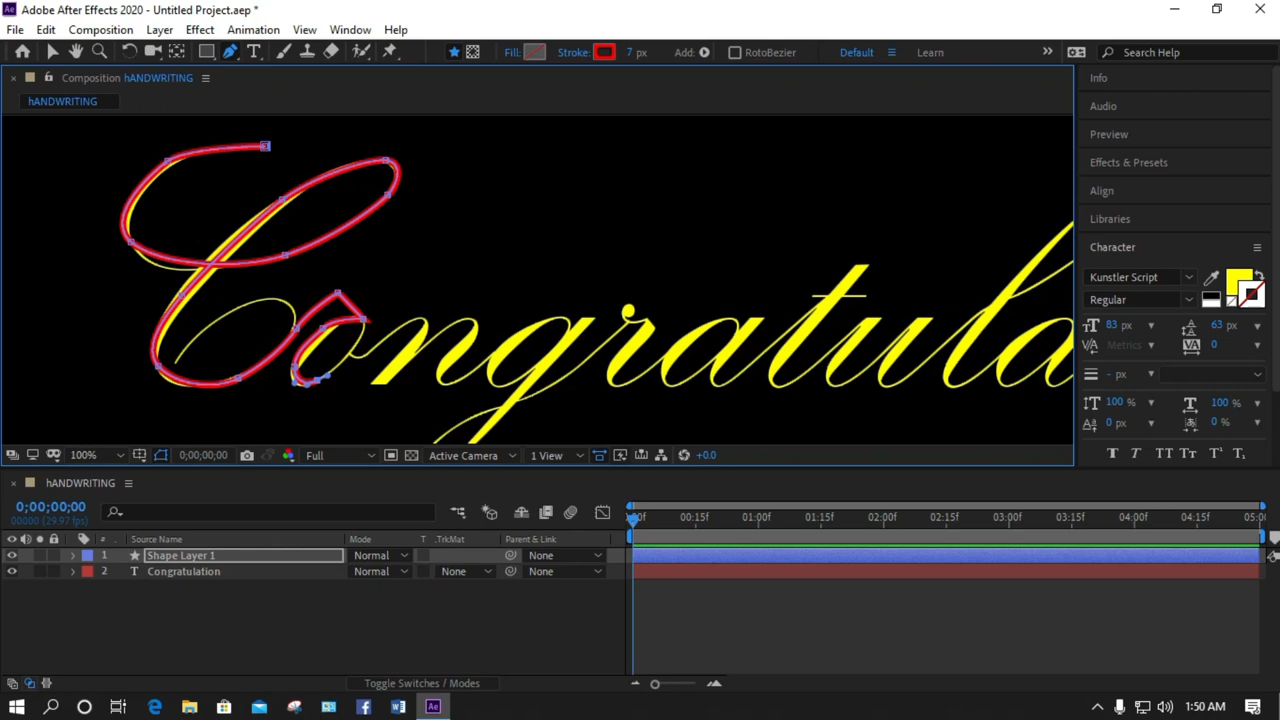 Adobe After Effects 2020 - Untitled Project.aep *
File Edit Composition Layer Effect Animation View Window Help
Fill: Stroke: 7 px Add: RotoBezier Default Learn Search Help
Composition hANDWRITING
hANDWRITING
Congratula
Info
Audio
Preview
Effects & Presets
Align
Libraries
Character
Kunstler Script
Regular
83 px 63 px
Metrics 0
- px
100 % 100 %
0 px 0 %
T T TT Tr T¹ T₁
100% 0;00;00;00 Full Active Camera 1 View +0.0
hANDWRITING
0;00;00;00
00000 (29.97 fps)
00f 00:15f 01:00f 01:15f 02:00f 02:15f 03:00f 03:15f 04:00f 04:15f 05:0
# Source Name Mode T .TrkMat Parent & Link
1 Shape Layer 1 Normal None
2 T Congratulation Normal None None
Toggle Switches / Modes
1:50 AM